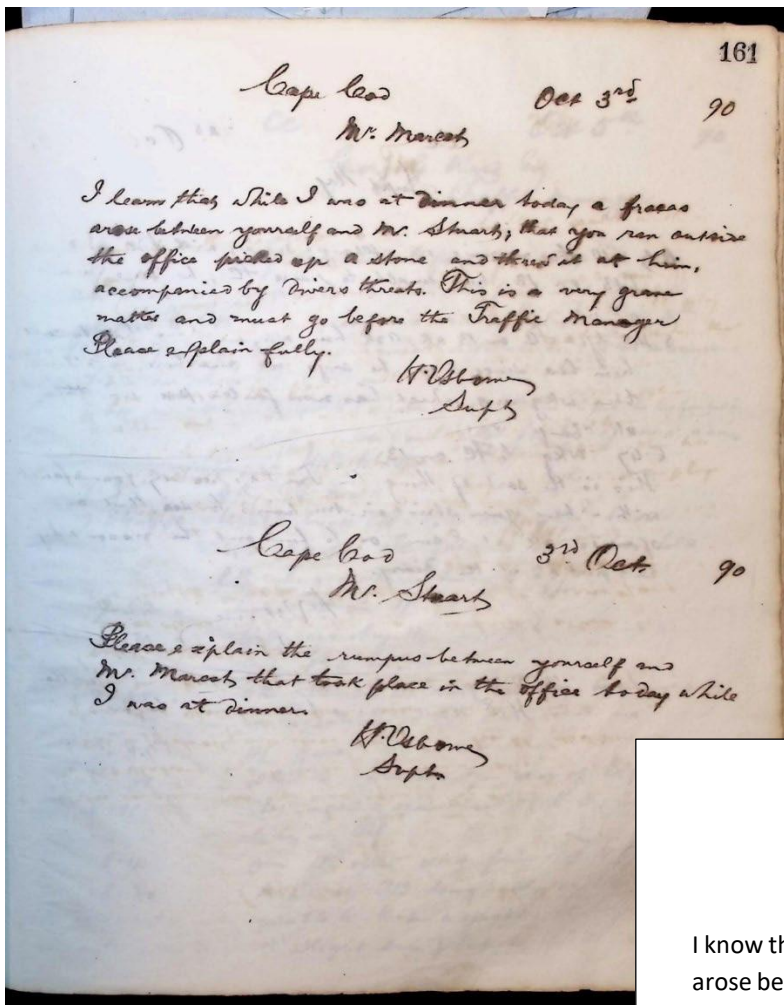 161
Cape Cod Oct 3rd 90
Mr. Marest
I learn that while I was at dinner today a fracas
arose between yourself and Mr. Stuart, that you ran outside
the office picked up a stone and threw it at him,
accompanied by divers threats. This is a very grave
matter and must go before the Traffic Manager
Please explain fully.
H. Osborne
Supt
Cape Cod 3rd Oct. 90
Mr. Stuart
Please explain the rumpus between yourself and
Mr. Marest that took place in the office today while
I was at dinner.
H. Osborne
Supt.
I know th
arose be